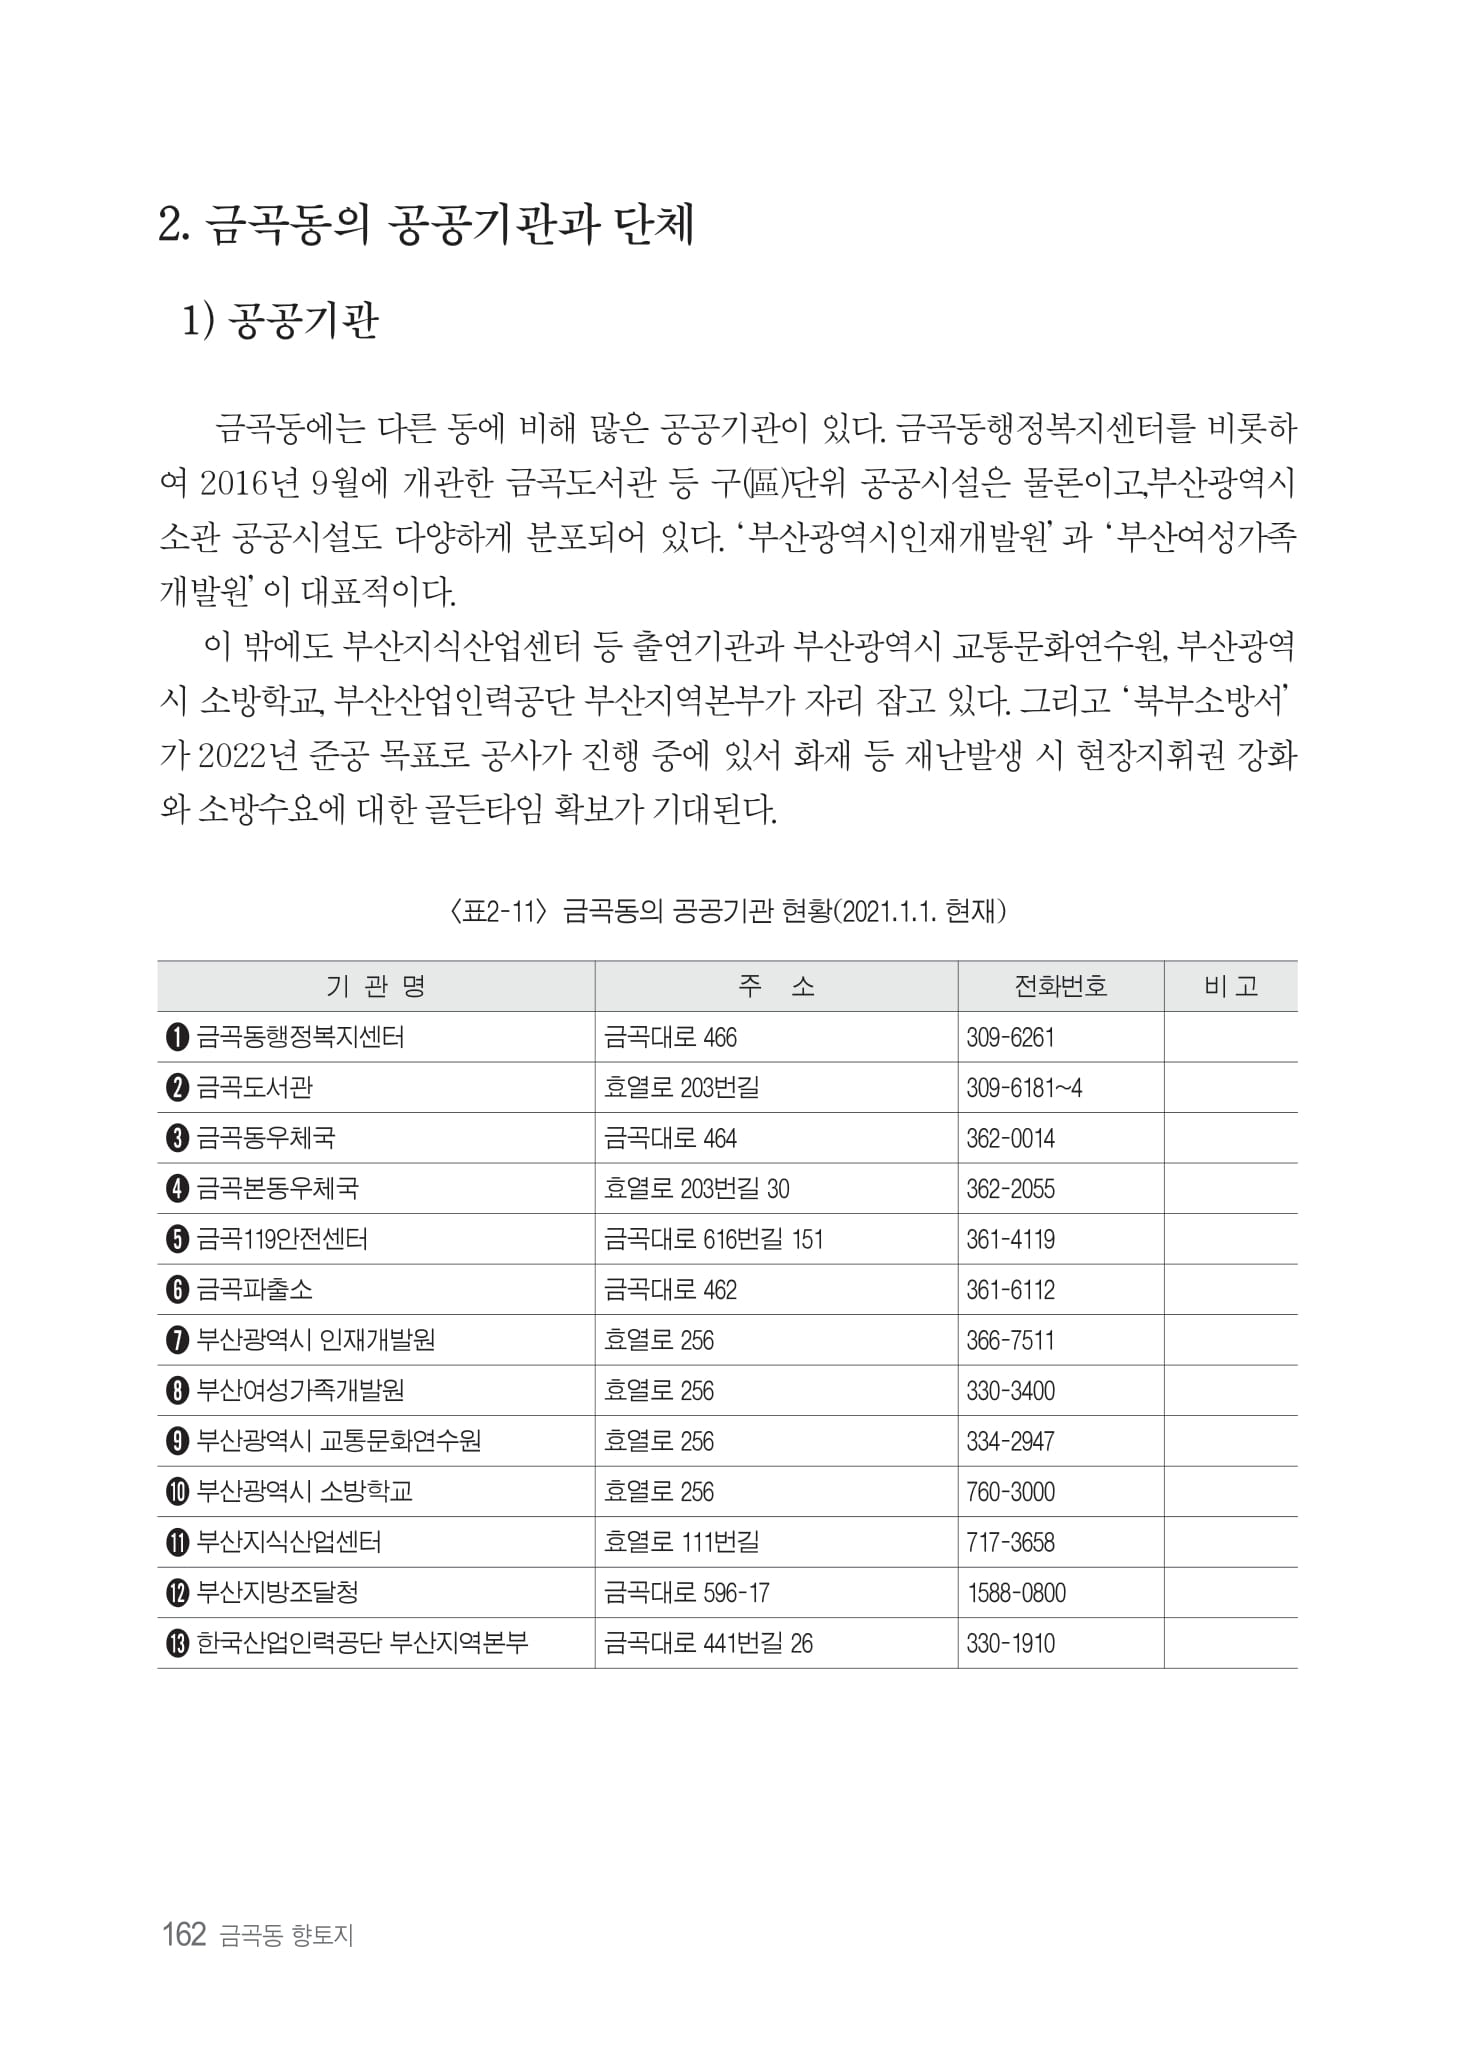 2. 금곡동의 공공기관과 단체
1) 공공기관
금곡동에는 다른 동에 비해 많은 공공기관이 있다. 금곡동행정복지센터를 비롯하
여 2016년 9월에 개관한 금곡도서관 등 구(區)단위 공공시설은 물론이고,부산광역시
소관 공공시설도 다양하게 분포되어 있다. ‘부산광역시인재개발원’ 과 ‘부산여성가족
개발원’ 이 대표적이다.
이 밖에도 부산지식산업센터 등 출연기관과 부산광역시 교통문화연수원, 부산광역
시 소방학교, 부산산업인력공단 부산지역본부가 자리 잡고 있다. 그리고 ‘북부소방서’
가 2022년 준공 목표로 공사가 진행 중에 있서 화재 등 재난발생 시 현장지휘권 강화
와 소방수요에 대한 골든타임 확보가 기대된다.
〈표2-11〉 금곡동의 공공기관 현황(2021.1.1. 현재)
기 관 명 주 소 전화번호 비 고
❶ 금곡동행정복지센터 금곡대로 466 309-6261
❷ 금곡도서관 효열로 203번길 309-6181~4
❸ 금곡동우체국 금곡대로 464 362-0014
❹ 금곡본동우체국 효열로 203번길 30 362-2055
❺ 금곡119안전센터 금곡대로 616번길 151 361-4119
❻ 금곡파출소 금곡대로 462 361-6112
❼ 부산광역시 인재개발원 효열로 256 366-7511
❽ 부산여성가족개발원 효열로 256 330-3400
❾ 부산광역시 교통문화연수원 효열로 256 334-2947
❿ 부산광역시 소방학교 효열로 256 760-3000
⓫ 부산지식산업센터 효열로 111번길 717-3658
⓬ 부산지방조달청 금곡대로 596-17 1588-0800
⓭ 한국산업인력공단 부산지역본부 금곡대로 441번길 26 330-1910
162 금곡동 향토지